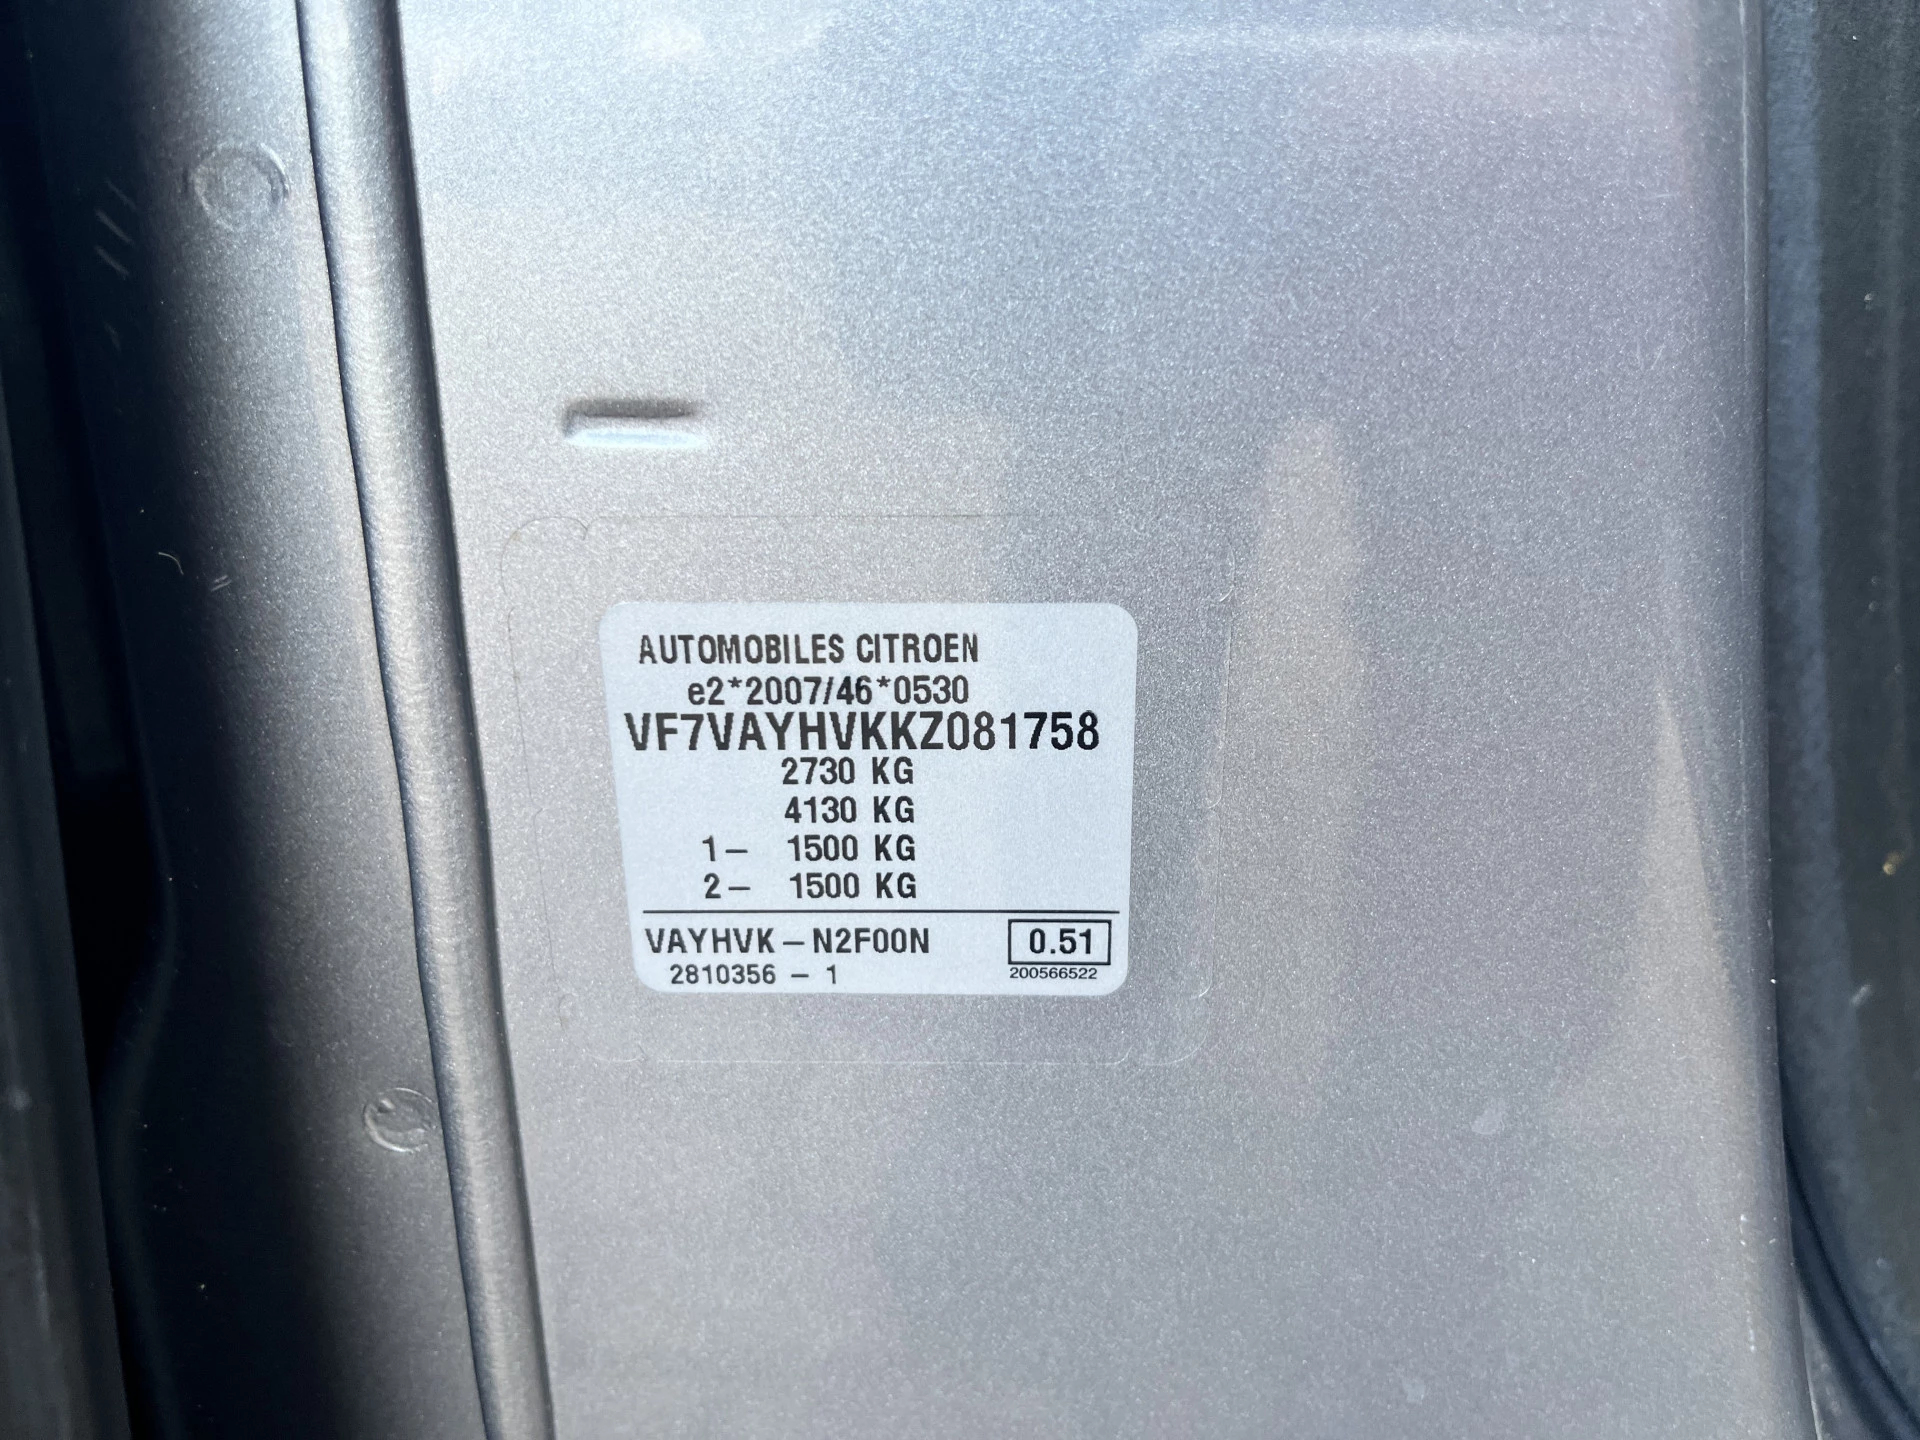 AUTOMOBILES CITROEN
e2*2007/46*0530
VF7VAYHVKKZ081758
2730 KG
4130 KG
1– 1500 KG
2– 1500 KG
VAYHVK – N2F00N 0.51
2810356 – 1 200566522